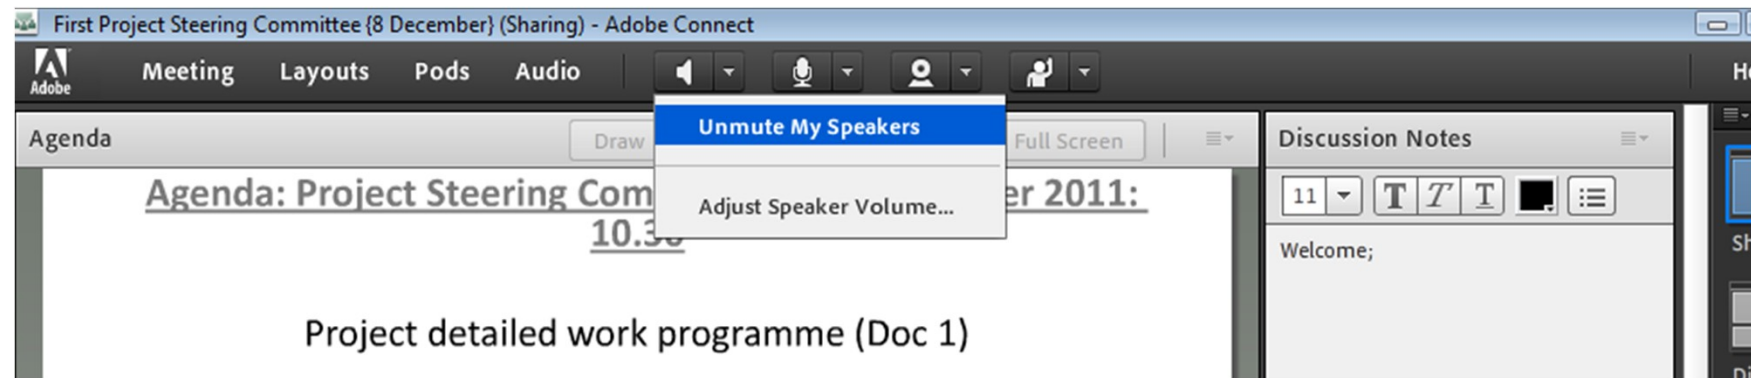 First Project Steering Committee {8 December} (Sharing) - Adobe Connect
Adobe Meeting Layouts Pods Audio
Unmute My Speakers
Adjust Speaker Volume...
Agenda Draw Full Screen
Agenda: Project Steering Com er 2011:
10.30
Project detailed work programme (Doc 1)
Discussion Notes
11 T T T
Welcome;